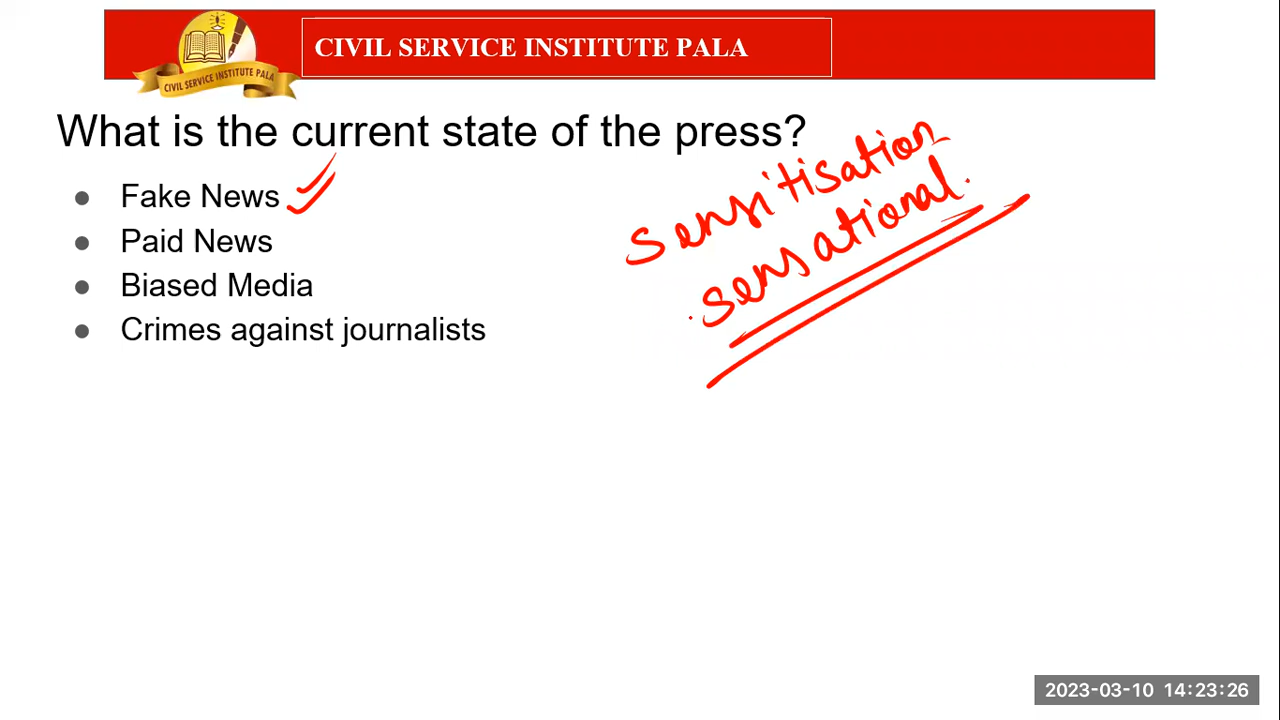 CIVIL SERVICE INSTITUTE PALA
CIVIL SERVICE INSTITUTE PALA
What is the current state of the press?
● Fake News
● Paid News
● Biased Media
● Crimes against journalists
Sensitisation
sensational.
2023-03-10 14:23:26